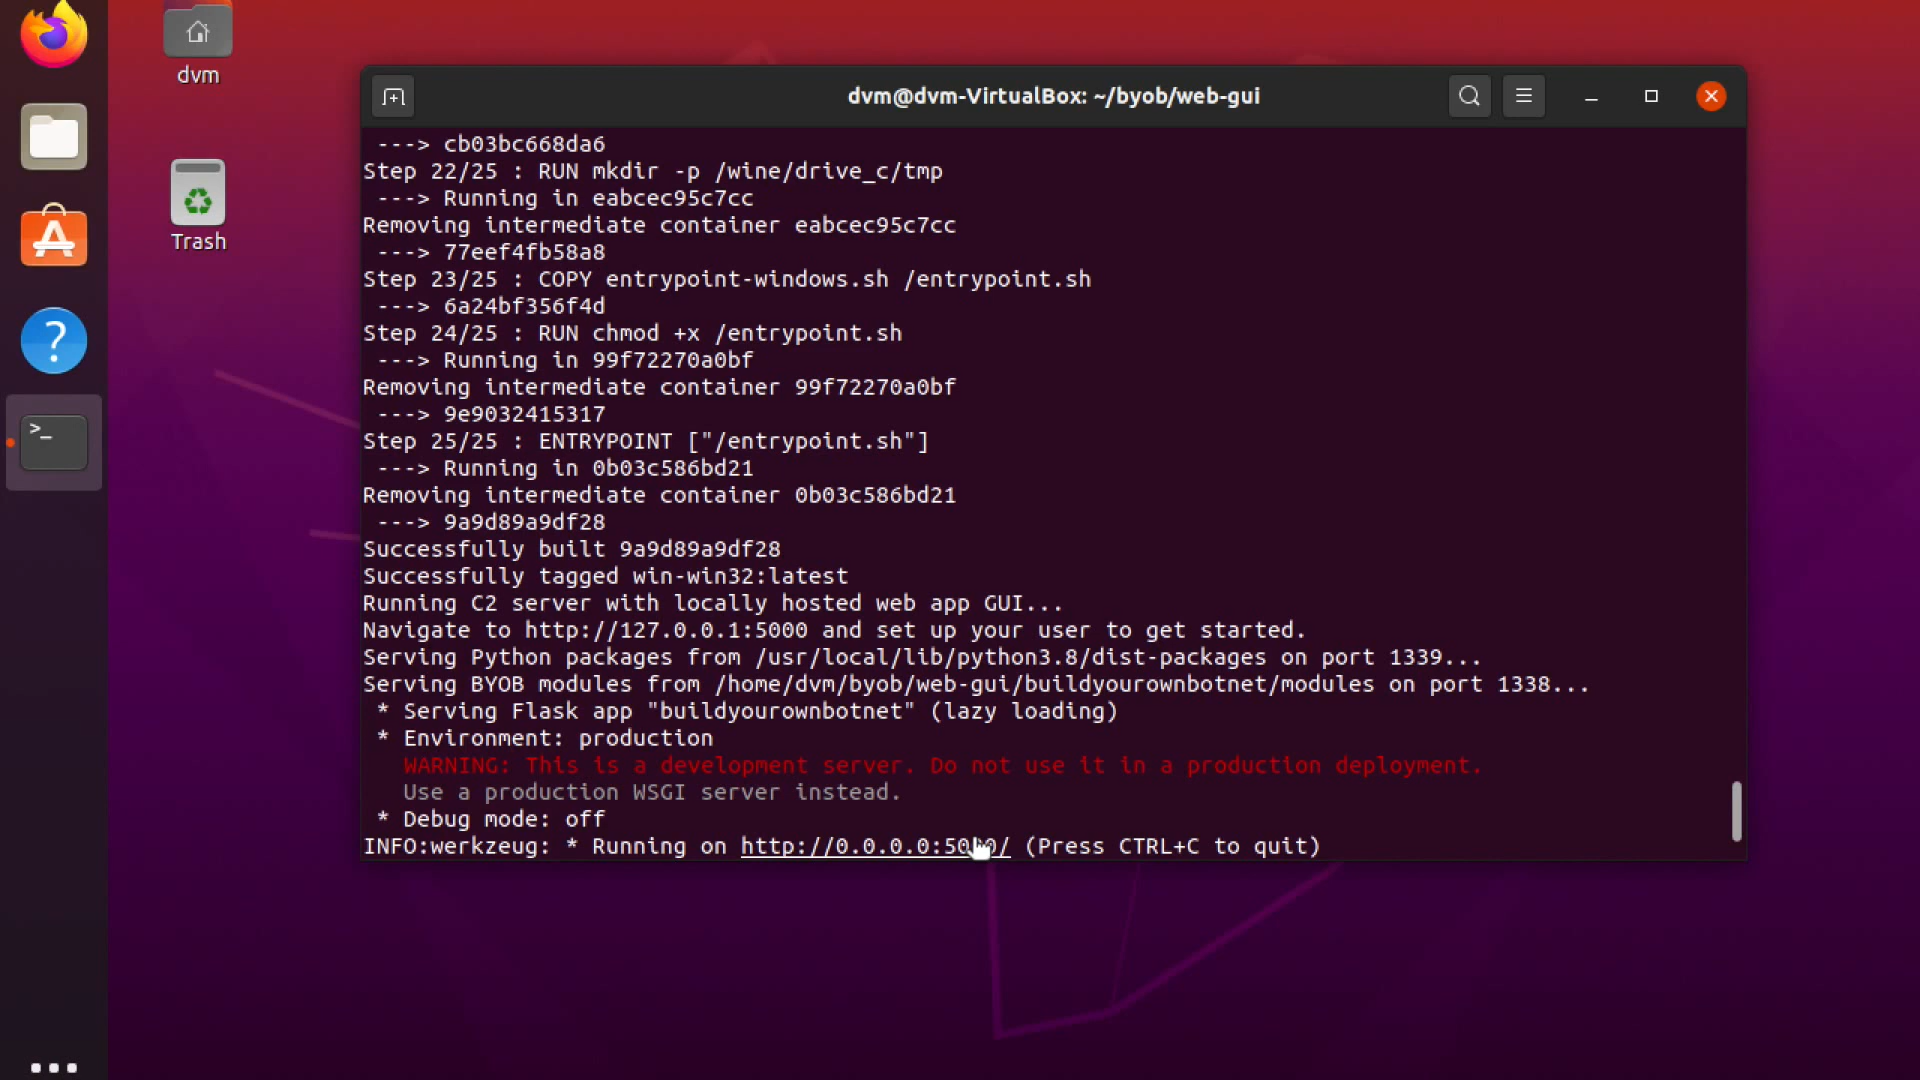 dvm
Trash
dvm@dvm-VirtualBox: ~/byob/web-gui
---> cb03bc668da6
Step 22/25 : RUN mkdir -p /wine/drive_c/tmp
---> Running in eabcec95c7cc
Removing intermediate container eabcec95c7cc
---> 77eef4fb58a8
Step 23/25 : COPY entrypoint-windows.sh /entrypoint.sh
---> 6a24bf356f4d
Step 24/25 : RUN chmod +x /entrypoint.sh
---> Running in 99f72270a0bf
Removing intermediate container 99f72270a0bf
---> 9e9032415317
Step 25/25 : ENTRYPOINT ["/entrypoint.sh"]
---> Running in 0b03c586bd21
Removing intermediate container 0b03c586bd21
---> 9a9d89a9df28
Successfully built 9a9d89a9df28
Successfully tagged win-win32:latest
Running C2 server with locally hosted web app GUI...
Navigate to http://127.0.0.1:5000 and set up your user to get started.
Serving Python packages from /usr/local/lib/python3.8/dist-packages on port 1339...
Serving BYOB modules from /home/dvm/byob/web-gui/buildyourownbotnet/modules on port 1338...
* Serving Flask app "buildyourownbotnet" (lazy loading)
* Environment: production
WARNING: This is a development server. Do not use it in a production deployment.
Use a production WSGI server instead.
* Debug mode: off
INFO:werkzeug: * Running on http://0.0.0.0:5000/ (Press CTRL+C to quit)